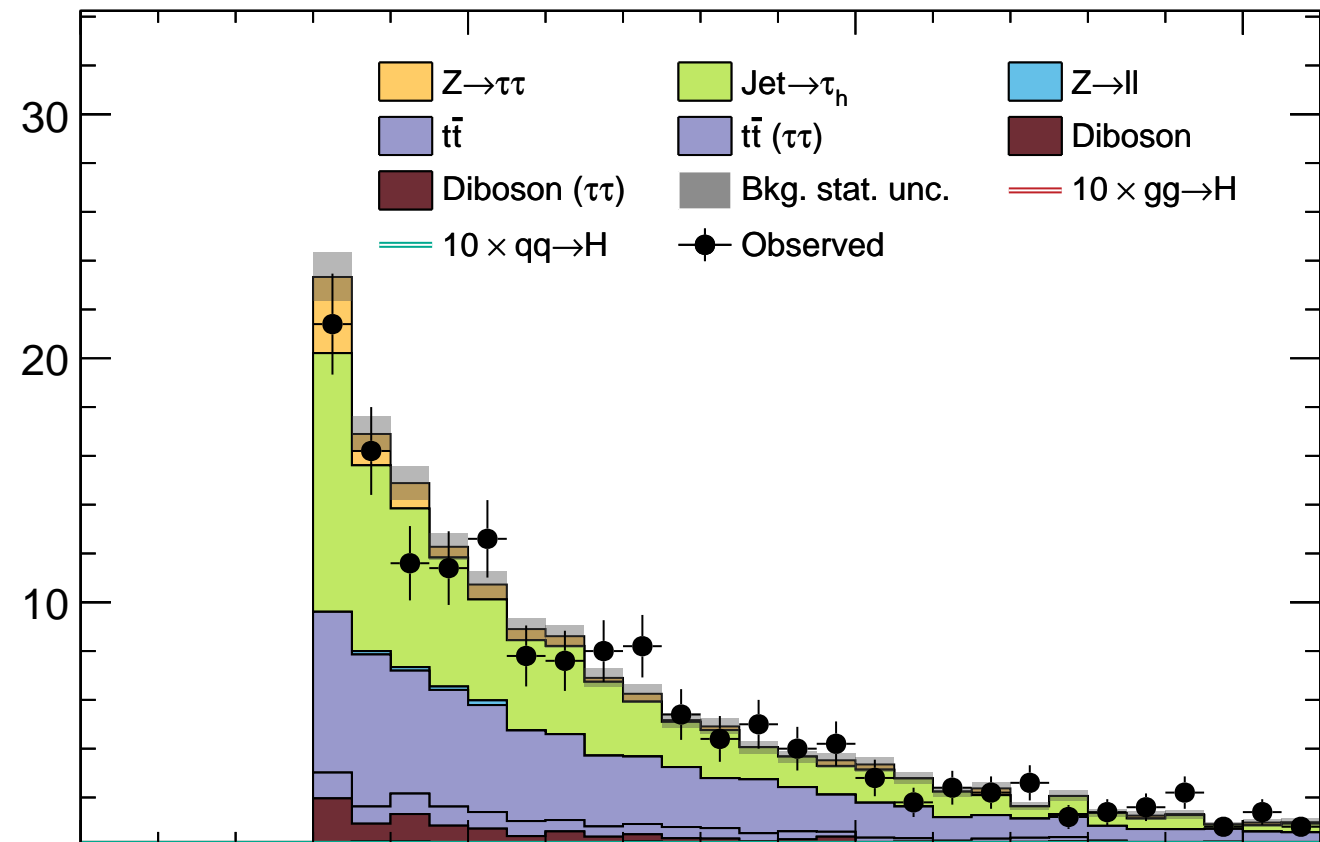 Z→ττ Jet→τ_h Z→ll
30
tt̄ tt̄ (ττ) Diboson
Diboson (ττ) Bkg. stat. unc. 10 × gg→H
10 × qq→H Observed
20
10